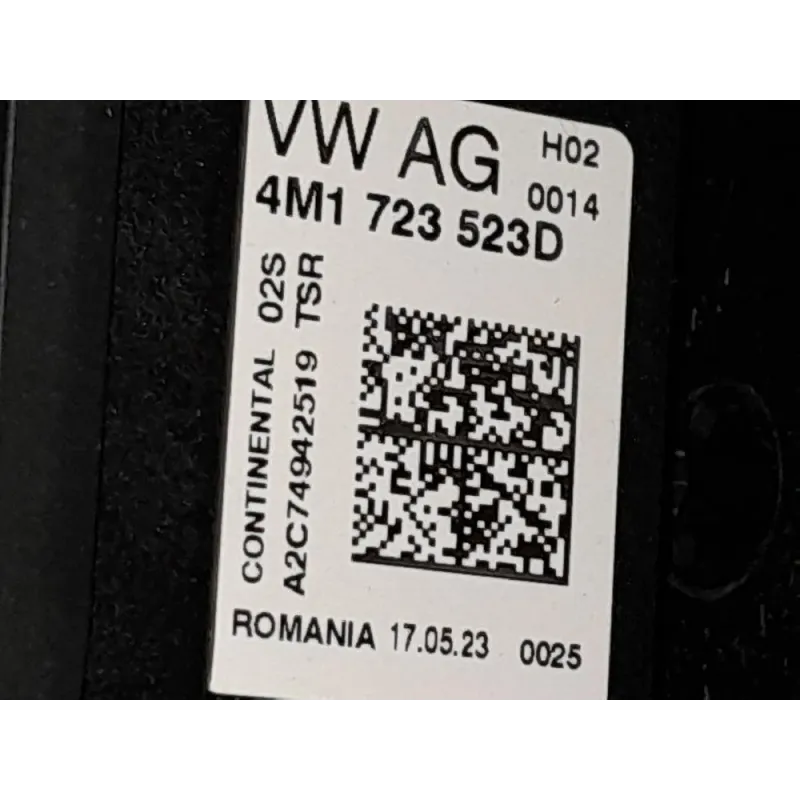 VW AG
H02
0014
4M1 723 523D
CONTINENTAL 02S
A2C74942519 TSR
ROMANIA 17.05.23 0025